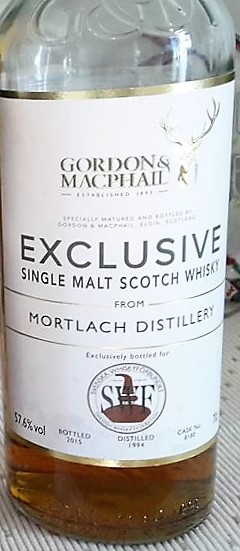 GORDON&
MACPHAIL
ESTABLISHED 1895
SPECIALLY MATURED AND BOTTLED BY
GORDON & MACPHAIL, ELGIN, SCOTLAND
EXCLUSIVE
SINGLE MALT SCOTCH WHISKY
FROM
MORTLACH DISTILLERY
Exclusively bottled for
SWF
57.6%vol
BOTTLED
2015
DISTILLED
1994
CASK No.
8180